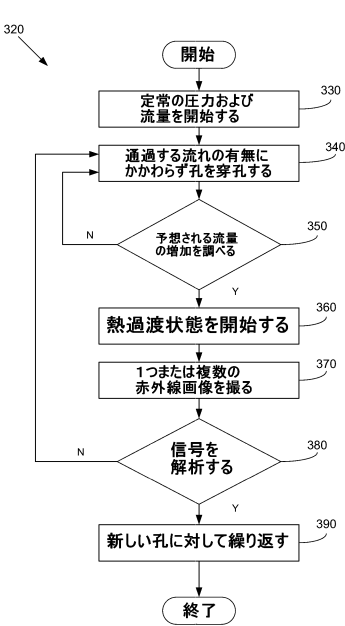 320
開始
定常の圧力および
流量を開始する
330
通過する流れの有無に
かかわらず孔を穿孔する
340
予想される流量
の増加を調べる
350
N
Y
熱過渡状態を開始する
360
1つまたは複数の
赤外線画像を撮る
370
信号を
解析する
380
N
Y
新しい孔に対して繰り返す
390
終了